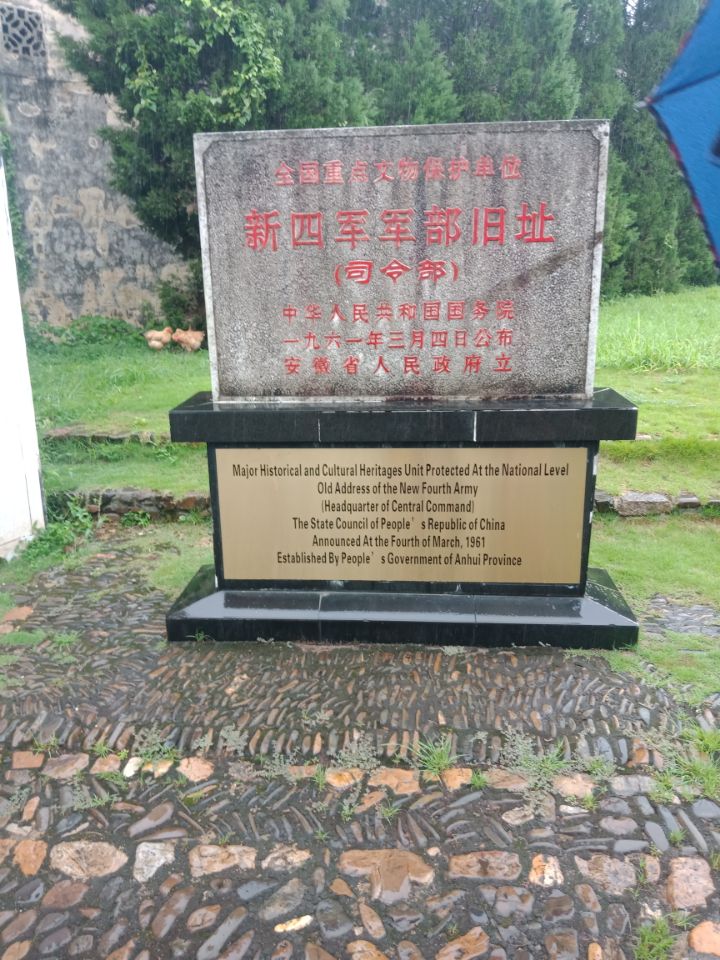 全国重点文物保护单位
新四军军部旧址
(司令部)
中华人民共和国国务院
一九六一年三月四日公布
安徽省人民政府立
Major Historical and Cultural Heritages Unit Protected At the National Level
Old Address of the New Fourth Army
(Headquarter of Central Command)
The State Council of People’s Republic of China
Announced At the Fourth of March, 1961
Established By People’s Government of Anhui Province